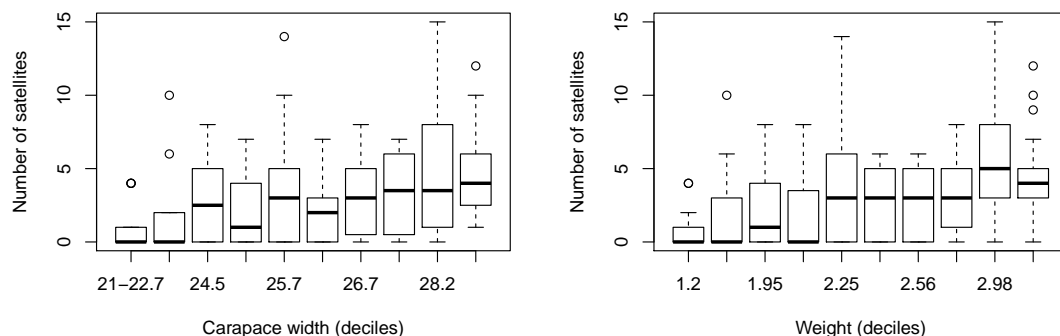 15
10
5
0
Number of satellites
21−22.7 24.5 25.7 26.7 28.2
Carapace width (deciles)
15
10
5
0
Number of satellites
1.2 1.95 2.25 2.56 2.98
Weight (deciles)